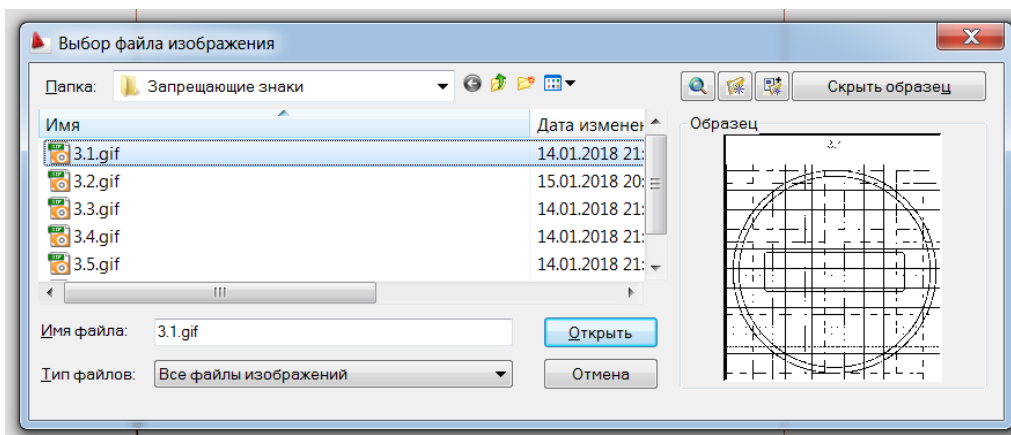 Выбор файла изображения
Папка: Запрещающие знаки
Скрыть образец
Имя Дата изменен
Образец
3.1.gif 14.01.2018 21:
3.2.gif 15.01.2018 20:
3.3.gif 14.01.2018 21:
3.4.gif 14.01.2018 21:
3.5.gif 14.01.2018 21:
Имя файла: 3.1.gif Открыть
Тип файлов: Все файлы изображений Отмена